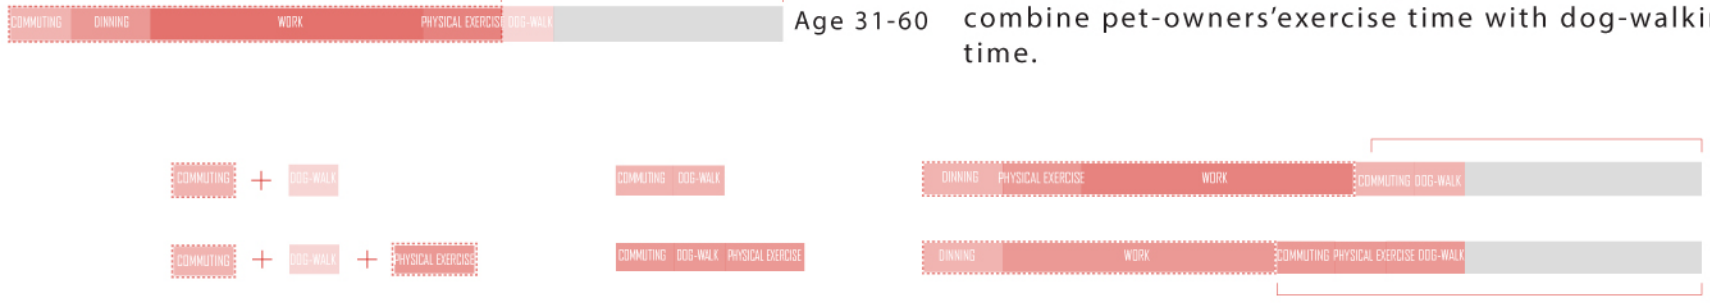 COMMUTING DINNING WORK PHYSICAL EXERCISE DOG-WALK
Age 31-60
combine pet-owners'exercise time with dog-walki
time.
COMMUTING + DOG-WALK
COMMUTING DOG-WALK
DINNING PHYSICAL EXERCISE WORK COMMUTING DOG-WALK
COMMUTING + DOG-WALK + PHYSICAL EXERCISE
COMMUTING DOG-WALK PHYSICAL EXERCISE
DINNING WORK COMMUTING PHYSICAL EXERCISE DOG-WALK